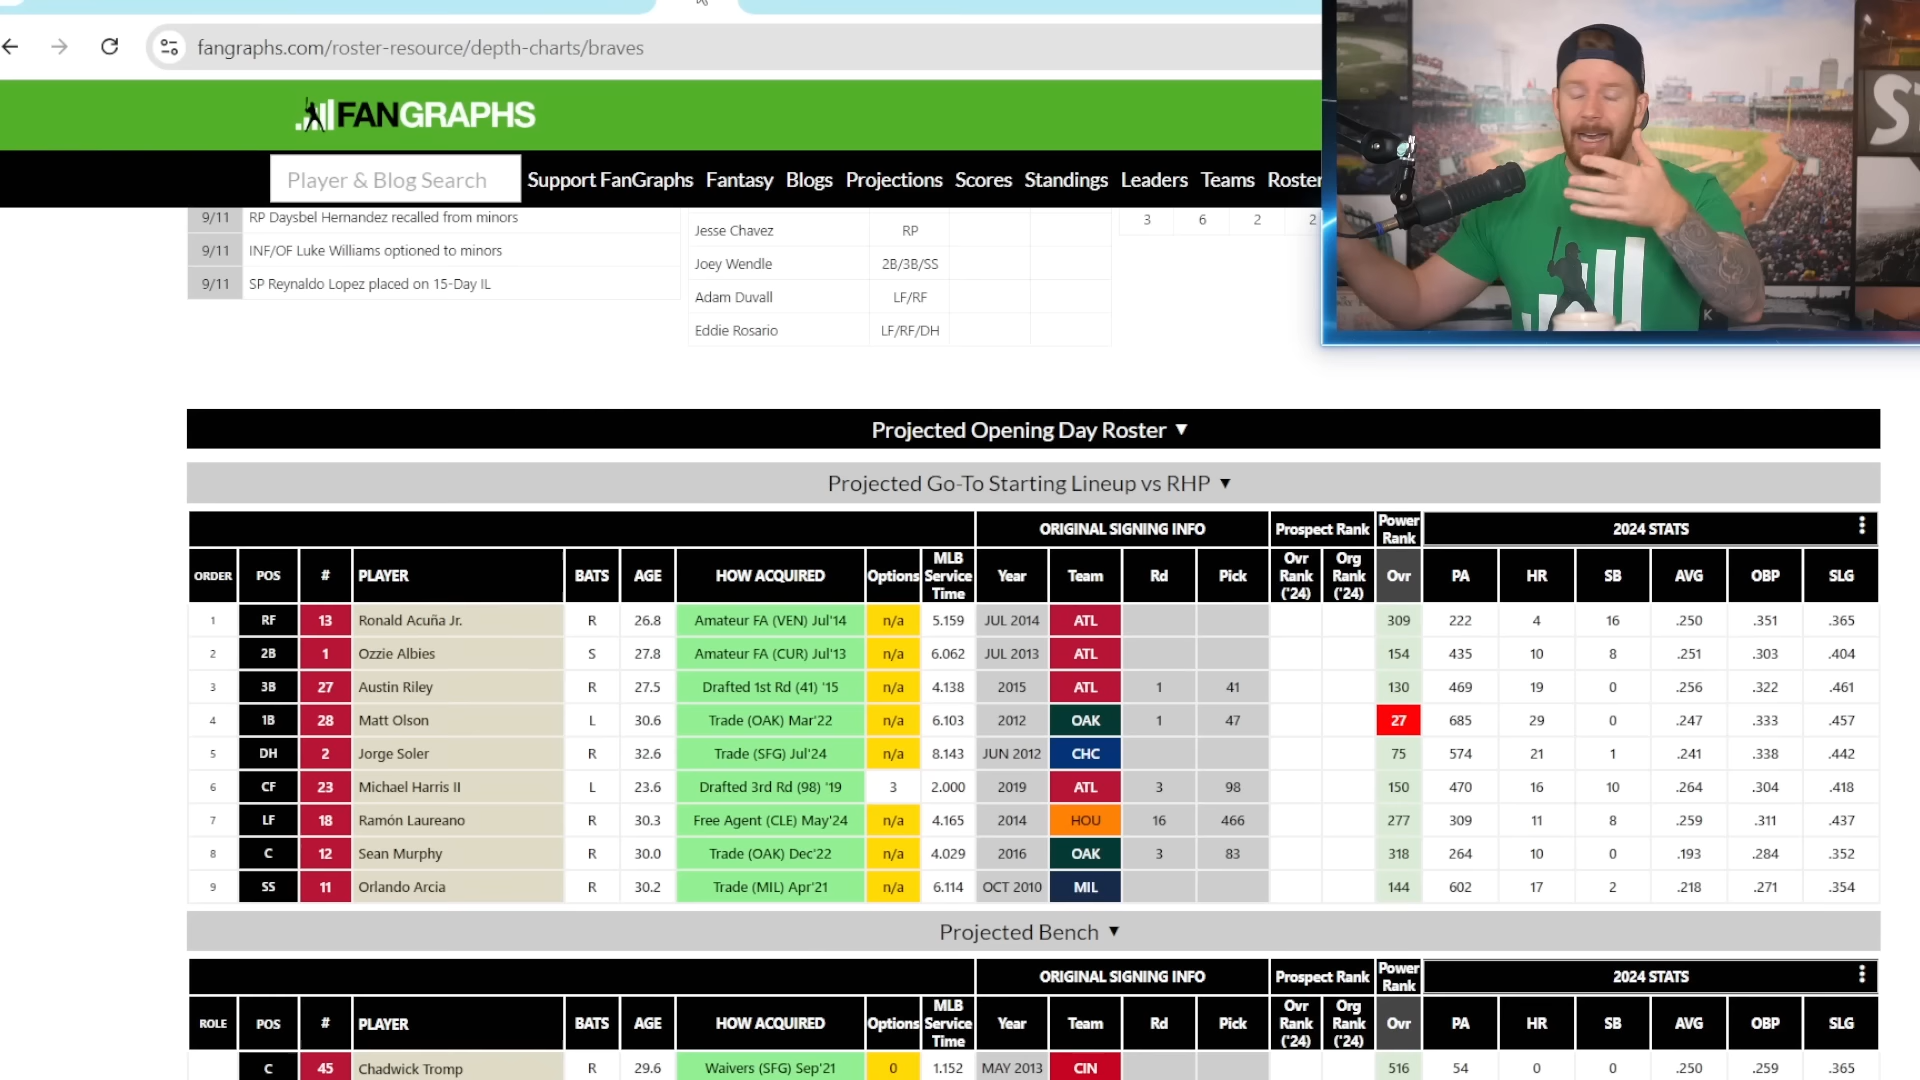 fangraphs.com/roster-resource/depth-charts/braves
FANGRAPHS
Player & Blog Search Support FanGraphs Fantasy Blogs Projections Scores Standings Leaders Teams Roster
9/11 RP Daysbel Hernandez recalled from minors
9/11 INF/OF Luke Williams optioned to minors
9/11 SP Reynaldo Lopez placed on 15-Day IL
Jesse Chavez RP
Joey Wendle 2B/3B/SS
Adam Duvall LF/RF
Eddie Rosario LF/RF/DH
3 6 2 2
Projected Opening Day Roster ▼
Projected Go-To Starting Lineup vs RHP ▼
ORIGINAL SIGNING INFO Prospect Rank Power Rank 2024 STATS
ORDER POS # PLAYER BATS AGE HOW ACQUIRED Options MLB Service Time Year Team Rd Pick Ovr Rank ('24) Org Rank ('24) Ovr PA HR SB AVG OBP SLG
1 RF 13 Ronald Acuña Jr. R 26.8 Amateur FA (VEN) Jul'14 n/a 5.159 JUL 2014 ATL 309 222 4 16 .250 .351 .365
2 2B 1 Ozzie Albies S 27.8 Amateur FA (CUR) Jul'13 n/a 6.062 JUL 2013 ATL 154 435 10 8 .251 .303 .404
3 3B 27 Austin Riley R 27.5 Drafted 1st Rd (41) '15 n/a 4.138 2015 ATL 1 41 130 469 19 0 .256 .322 .461
4 1B 28 Matt Olson L 30.6 Trade (OAK) Mar'22 n/a 6.103 2012 OAK 1 47 27 685 29 0 .247 .333 .457
5 DH 2 Jorge Soler R 32.6 Trade (SFG) Jul'24 n/a 8.143 JUN 2012 CHC 75 574 21 1 .241 .338 .442
6 CF 23 Michael Harris II L 23.6 Drafted 3rd Rd (98) '19 3 2.000 2019 ATL 3 98 150 470 16 10 .264 .304 .418
7 LF 18 Ramón Laureano R 30.3 Free Agent (CLE) May'24 n/a 4.165 2014 HOU 16 466 277 309 11 8 .259 .311 .437
8 C 12 Sean Murphy R 30.0 Trade (OAK) Dec'22 n/a 4.029 2016 OAK 3 83 318 264 10 0 .193 .284 .352
9 SS 11 Orlando Arcia R 30.2 Trade (MIL) Apr'21 n/a 6.114 OCT 2010 MIL 144 602 17 2 .218 .271 .354
Projected Bench ▼
ORIGINAL SIGNING INFO Prospect Rank Power Rank 2024 STATS
ROLE POS # PLAYER BATS AGE HOW ACQUIRED Options MLB Service Time Year Team Rd Pick Ovr Rank ('24) Org Rank ('24) Ovr PA HR SB AVG OBP SLG
C 45 Chadwick Tromp R 29.6 Waivers (SFG) Sep'21 0 1.152 MAY 2013 CIN 516 54 0 0 .250 .259 .365